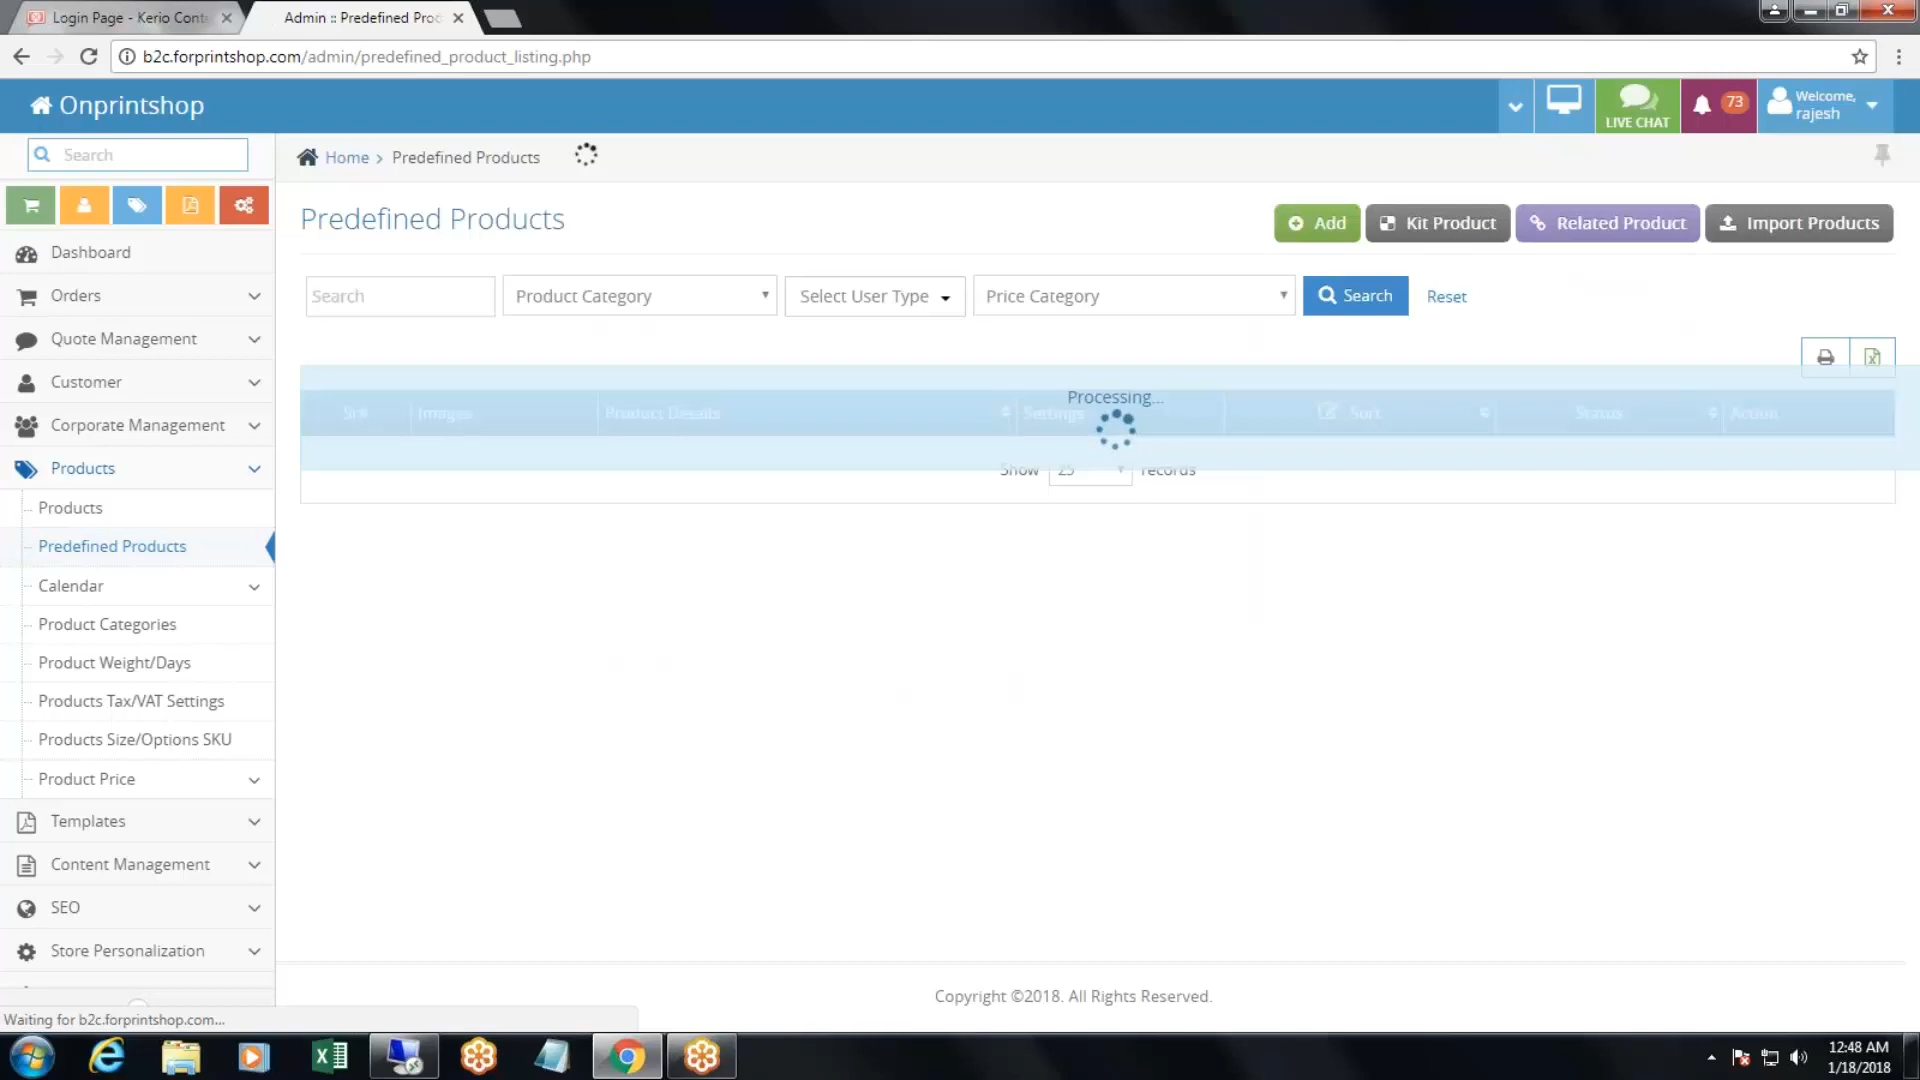 Login Page - Kerio Cont
Admin :: Predefined Prod
b2c.forprintshop.com/admin/predefined_product_listing.php
Onprintshop
LIVE CHAT
73
Welcome,
rajesh
Search
Home > Predefined Products
Predefined Products
Add
Kit Product
Related Product
Import Products
Search
Product Category
Select User Type
Price Category
Search
Reset
Processing...
Sr#
Images
Product Details
Settings
Sort
Status
Action
Show 25 records
Dashboard
Orders
Quote Management
Customer
Corporate Management
Products
Products
Predefined Products
Calendar
Product Categories
Product Weight/Days
Products Tax/VAT Settings
Products Size/Options SKU
Product Price
Templates
Content Management
SEO
Store Personalization
Copyright ©2018. All Rights Reserved.
Waiting for b2c.forprintshop.com...
12:48 AM
1/18/2018